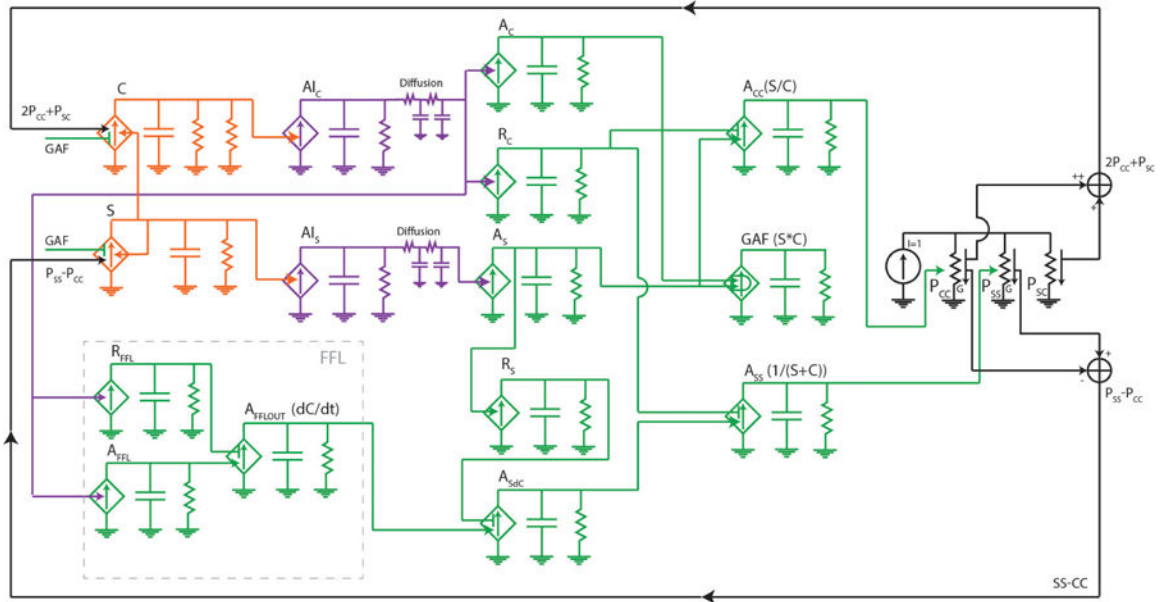 A_C
C
AI_C
Diffusion
A_CC(S/C)
2P_CC+P_SC
GAF
R_C
2P_CC+P_SC
++
+
S
GAF
P_SS-P_CC
AI_S
Diffusion
A_S
GAF (S*C)
I=1
P_CC
G
P_SS
G
P_SC
FFL
R_FFL
R_S
A_SS (1/(S+C))
+
-
P_SS-P_CC
A_FFLOUT (dC/dt)
A_FFL
A_SdC
SS-CC